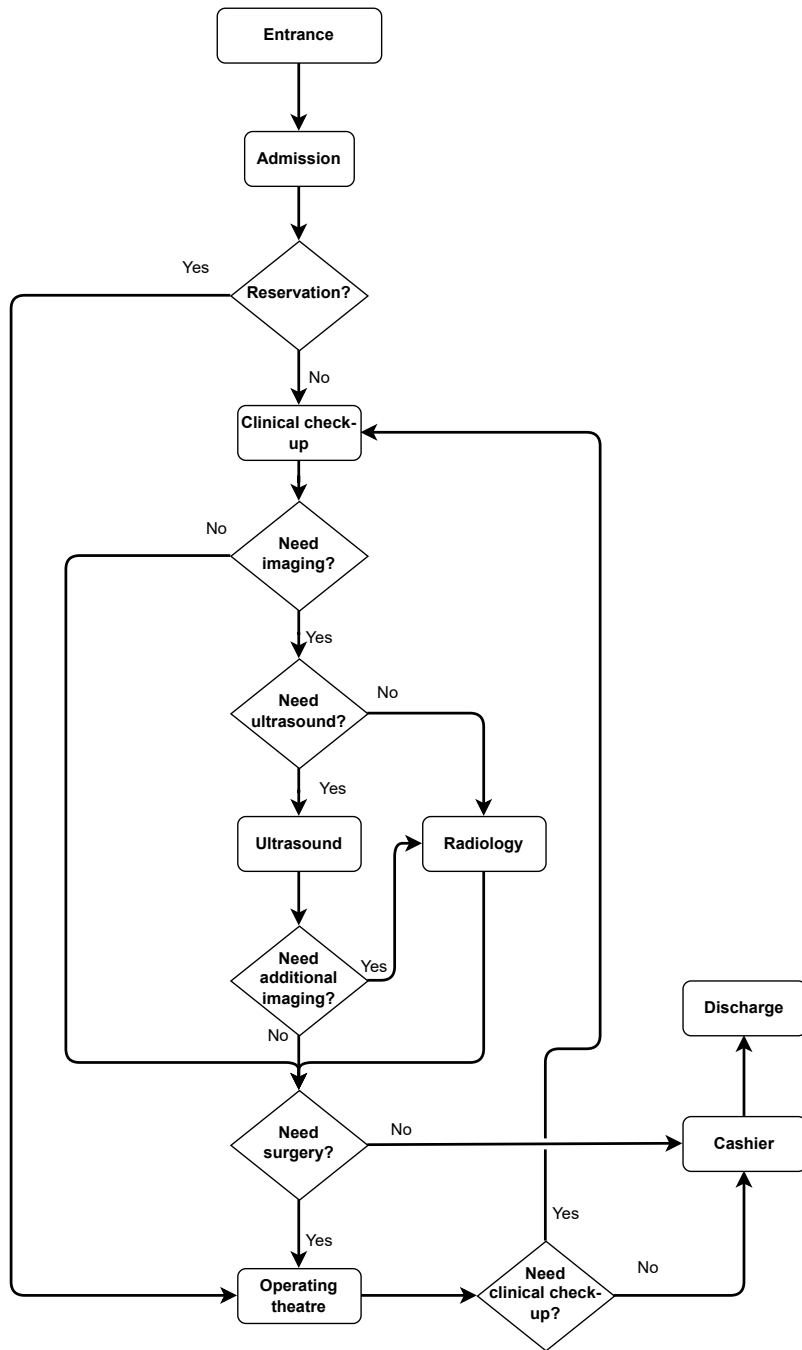 Entrance
Admission
Yes
Reservation?
No
Clinical check-
up
No
Need
imaging?
Yes
Need
ultrasound?
No
Yes
Ultrasound
Radiology
Need
additional
imaging?
Yes
No
Discharge
Need
surgery?
No
Cashier
Yes
Yes
Operating
theatre
Need
clinical check-
up?
No